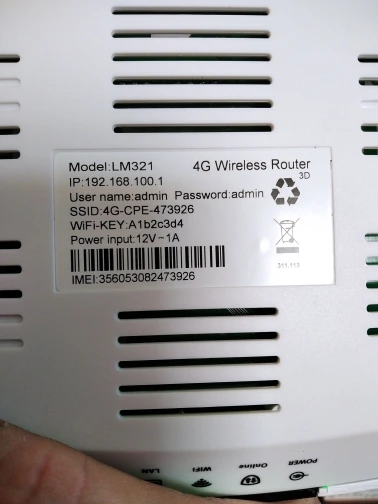 Model:LM321 4G Wireless Router
IP:192.168.100.1 3D
User name:admin Password:admin
SSID:4G-CPE-473926
WiFi-KEY:A1b2c3d4
Power input:12V⎓1A
311.113
IMEI:356053082473926
LAN WIFI Online POWER